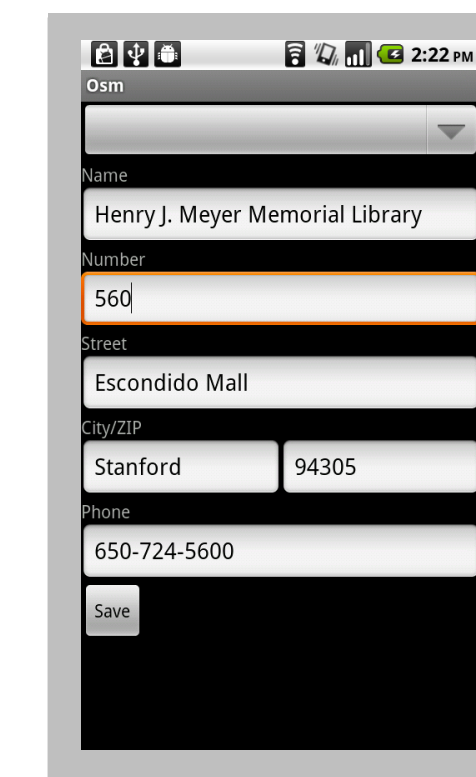 2:22 PM
Osm
Name
Henry J. Meyer Memorial Library
Number
560
Street
Escondido Mall
City/ZIP
Stanford 94305
Phone
650-724-5600
Save